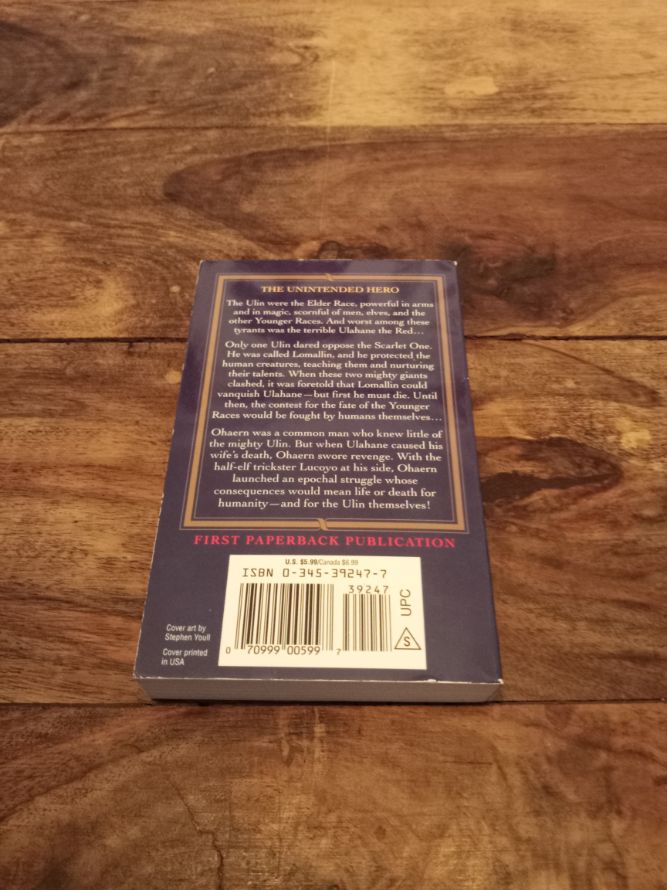 THE UNINTENDED HERO
The Ulin were the Elder Race, powerful in arms
and in magic, scornful of men, elves, and the
other Younger Races. And worst among these
tyrants was the terrible Ulahane the Red...
Only one Ulin dared oppose the Scarlet One.
He was called Lomallin, and he protected the
human creatures, teaching them and nurturing
their talents. When these two mighty giants
clashed, it was foretold that Lomallin could
vanquish Ulahane—but first he must die. Until
then, the contest for the fate of the Younger
Races would be fought by humans themselves...
Ohaern was a common man who knew little of
the mighty Ulin. But when Ulahane caused his
wife's death, Ohaern swore revenge. With the
half-elf trickster Lucoyo at his side, Ohaern
launched an epochal struggle whose
consequences would mean life or death for
humanity—and for the Ulin themselves!
FIRST PAPERBACK PUBLICATION
U.S. $5.99/Canada $6.99
ISBN 0-345-39247-7
39247
UPC
S
0 70999 00599 7
Cover art by
Stephen Youll
Cover printed
in USA